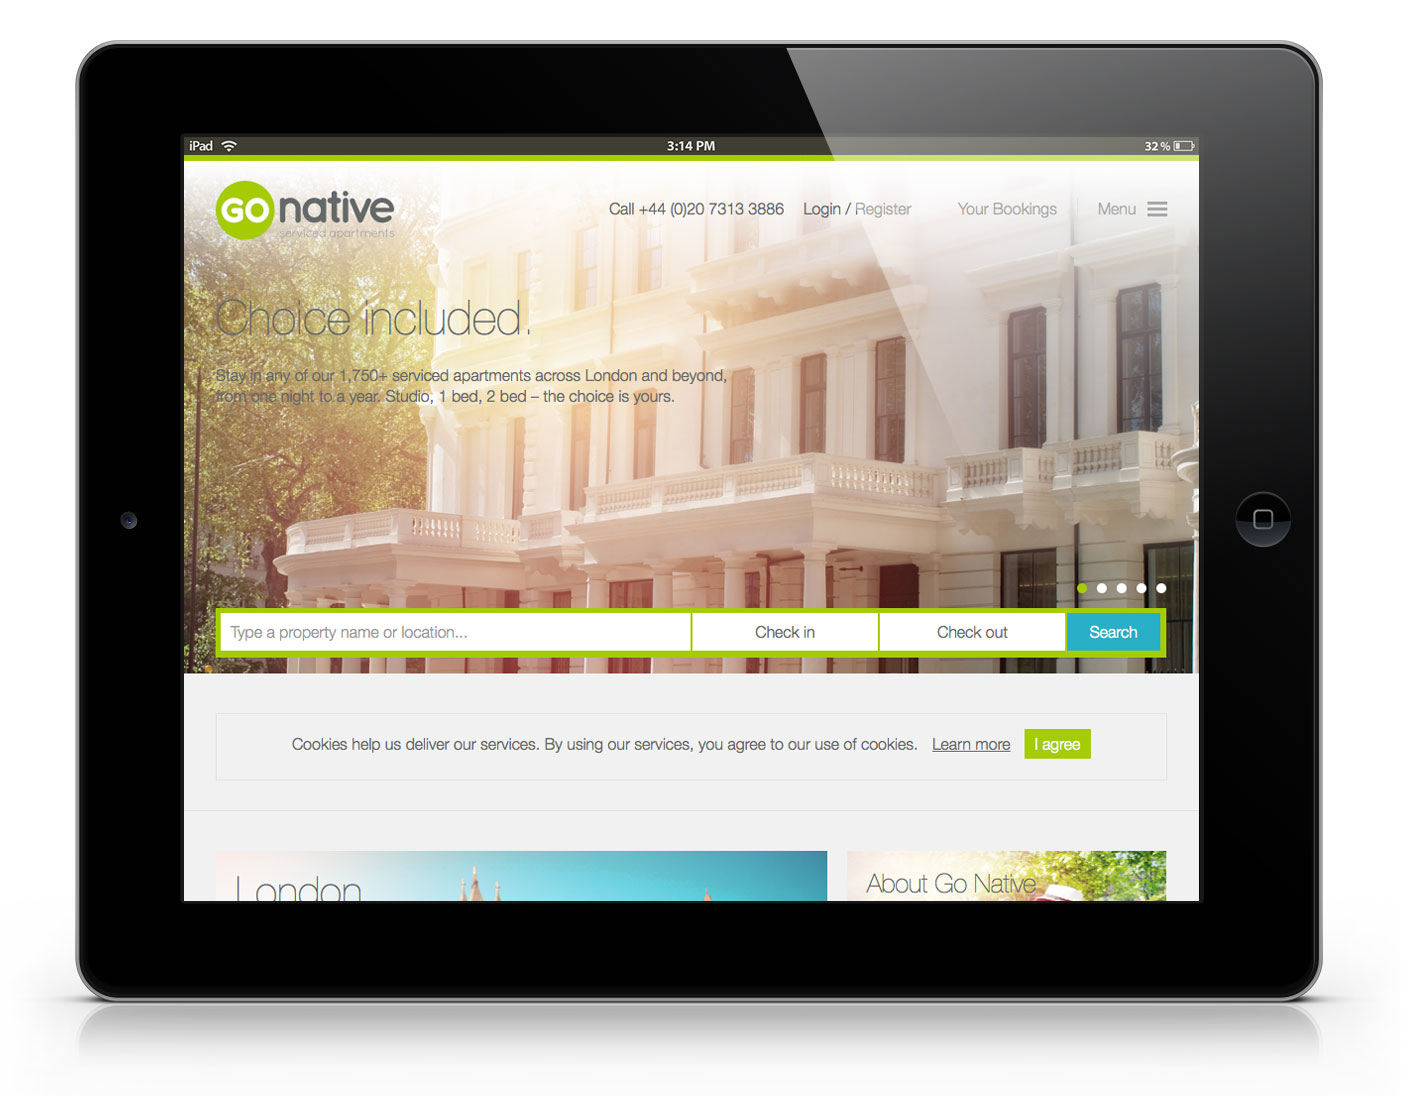 iPad
3:14 PM
32%
GO native
serviced apartments
Call +44 (0)20 7313 3886
Login / Register
Your Bookings
Menu
Choice included.
Stay in any of our 1,750+ serviced apartments across London and beyond,
from one night to a year. Studio, 1 bed, 2 bed – the choice is yours.
Type a property name or location...
Check in
Check out
Search
Cookies help us deliver our services. By using our services, you agree to our use of cookies.
Learn more
I agree
London
About Go Native